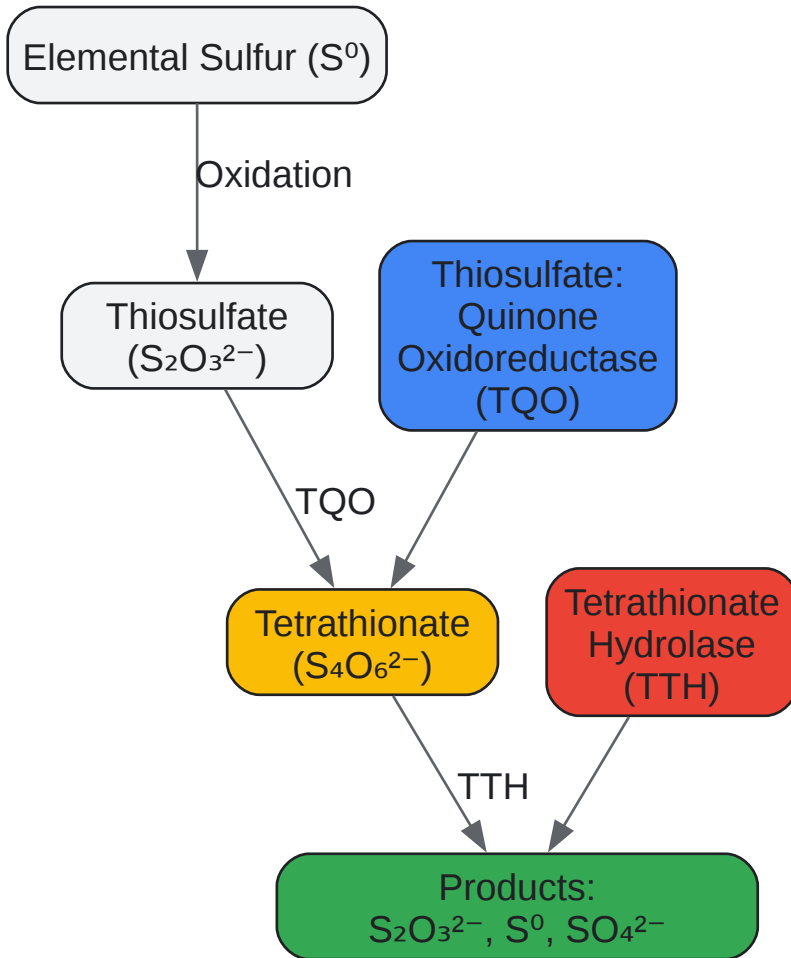 Elemental Sulfur (S⁰)
Oxidation
Thiosulfate
(S₂O₃²⁻)
Thiosulfate:
Quinone
Oxidoreductase
(TQO)
TQO
Tetrathionate
(S₄O₆²⁻)
Tetrathionate
Hydrolase
(TTH)
TTH
Products:
S₂O₃²⁻, S⁰, SO₄²⁻